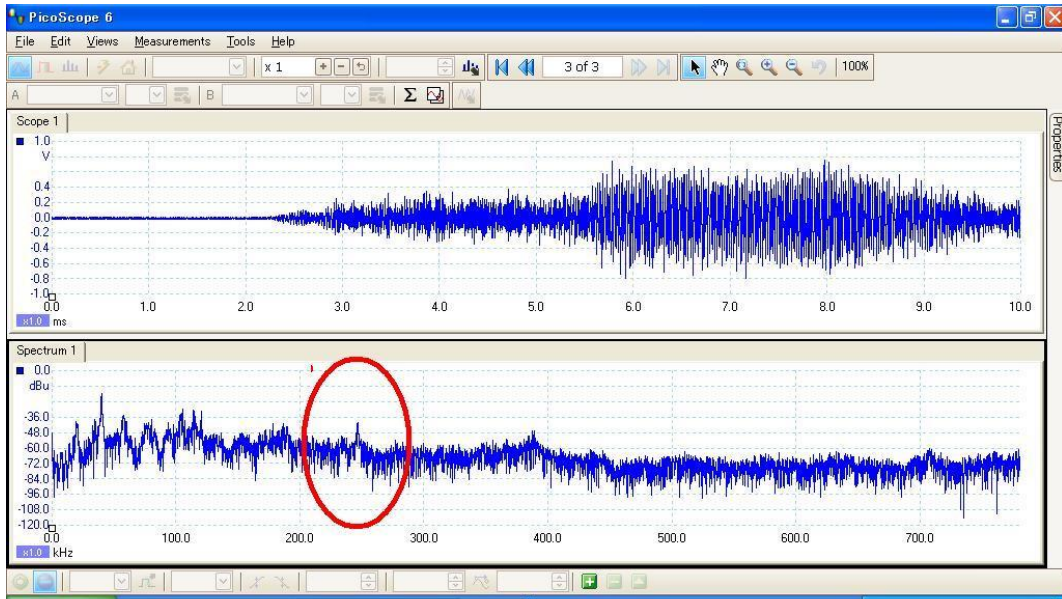 PicoScope 6
File Edit Views Measurements Tools Help
x 1 3 of 3 100%
A B Σ
Properties
Scope 1
1.0
V
0.4
0.2
0.0
-0.2
-0.4
-0.6
-0.8
-1.0
0.0 1.0 2.0 3.0 4.0 5.0 6.0 7.0 8.0 9.0 10.0
x1.0 ms
Spectrum 1
0.0
dBu
-36.0
-48.0
-60.0
-72.0
-84.0
-96.0
-108.0
-120.0
0.0 100.0 200.0 300.0 400.0 500.0 600.0 700.0
x1.0 kHz